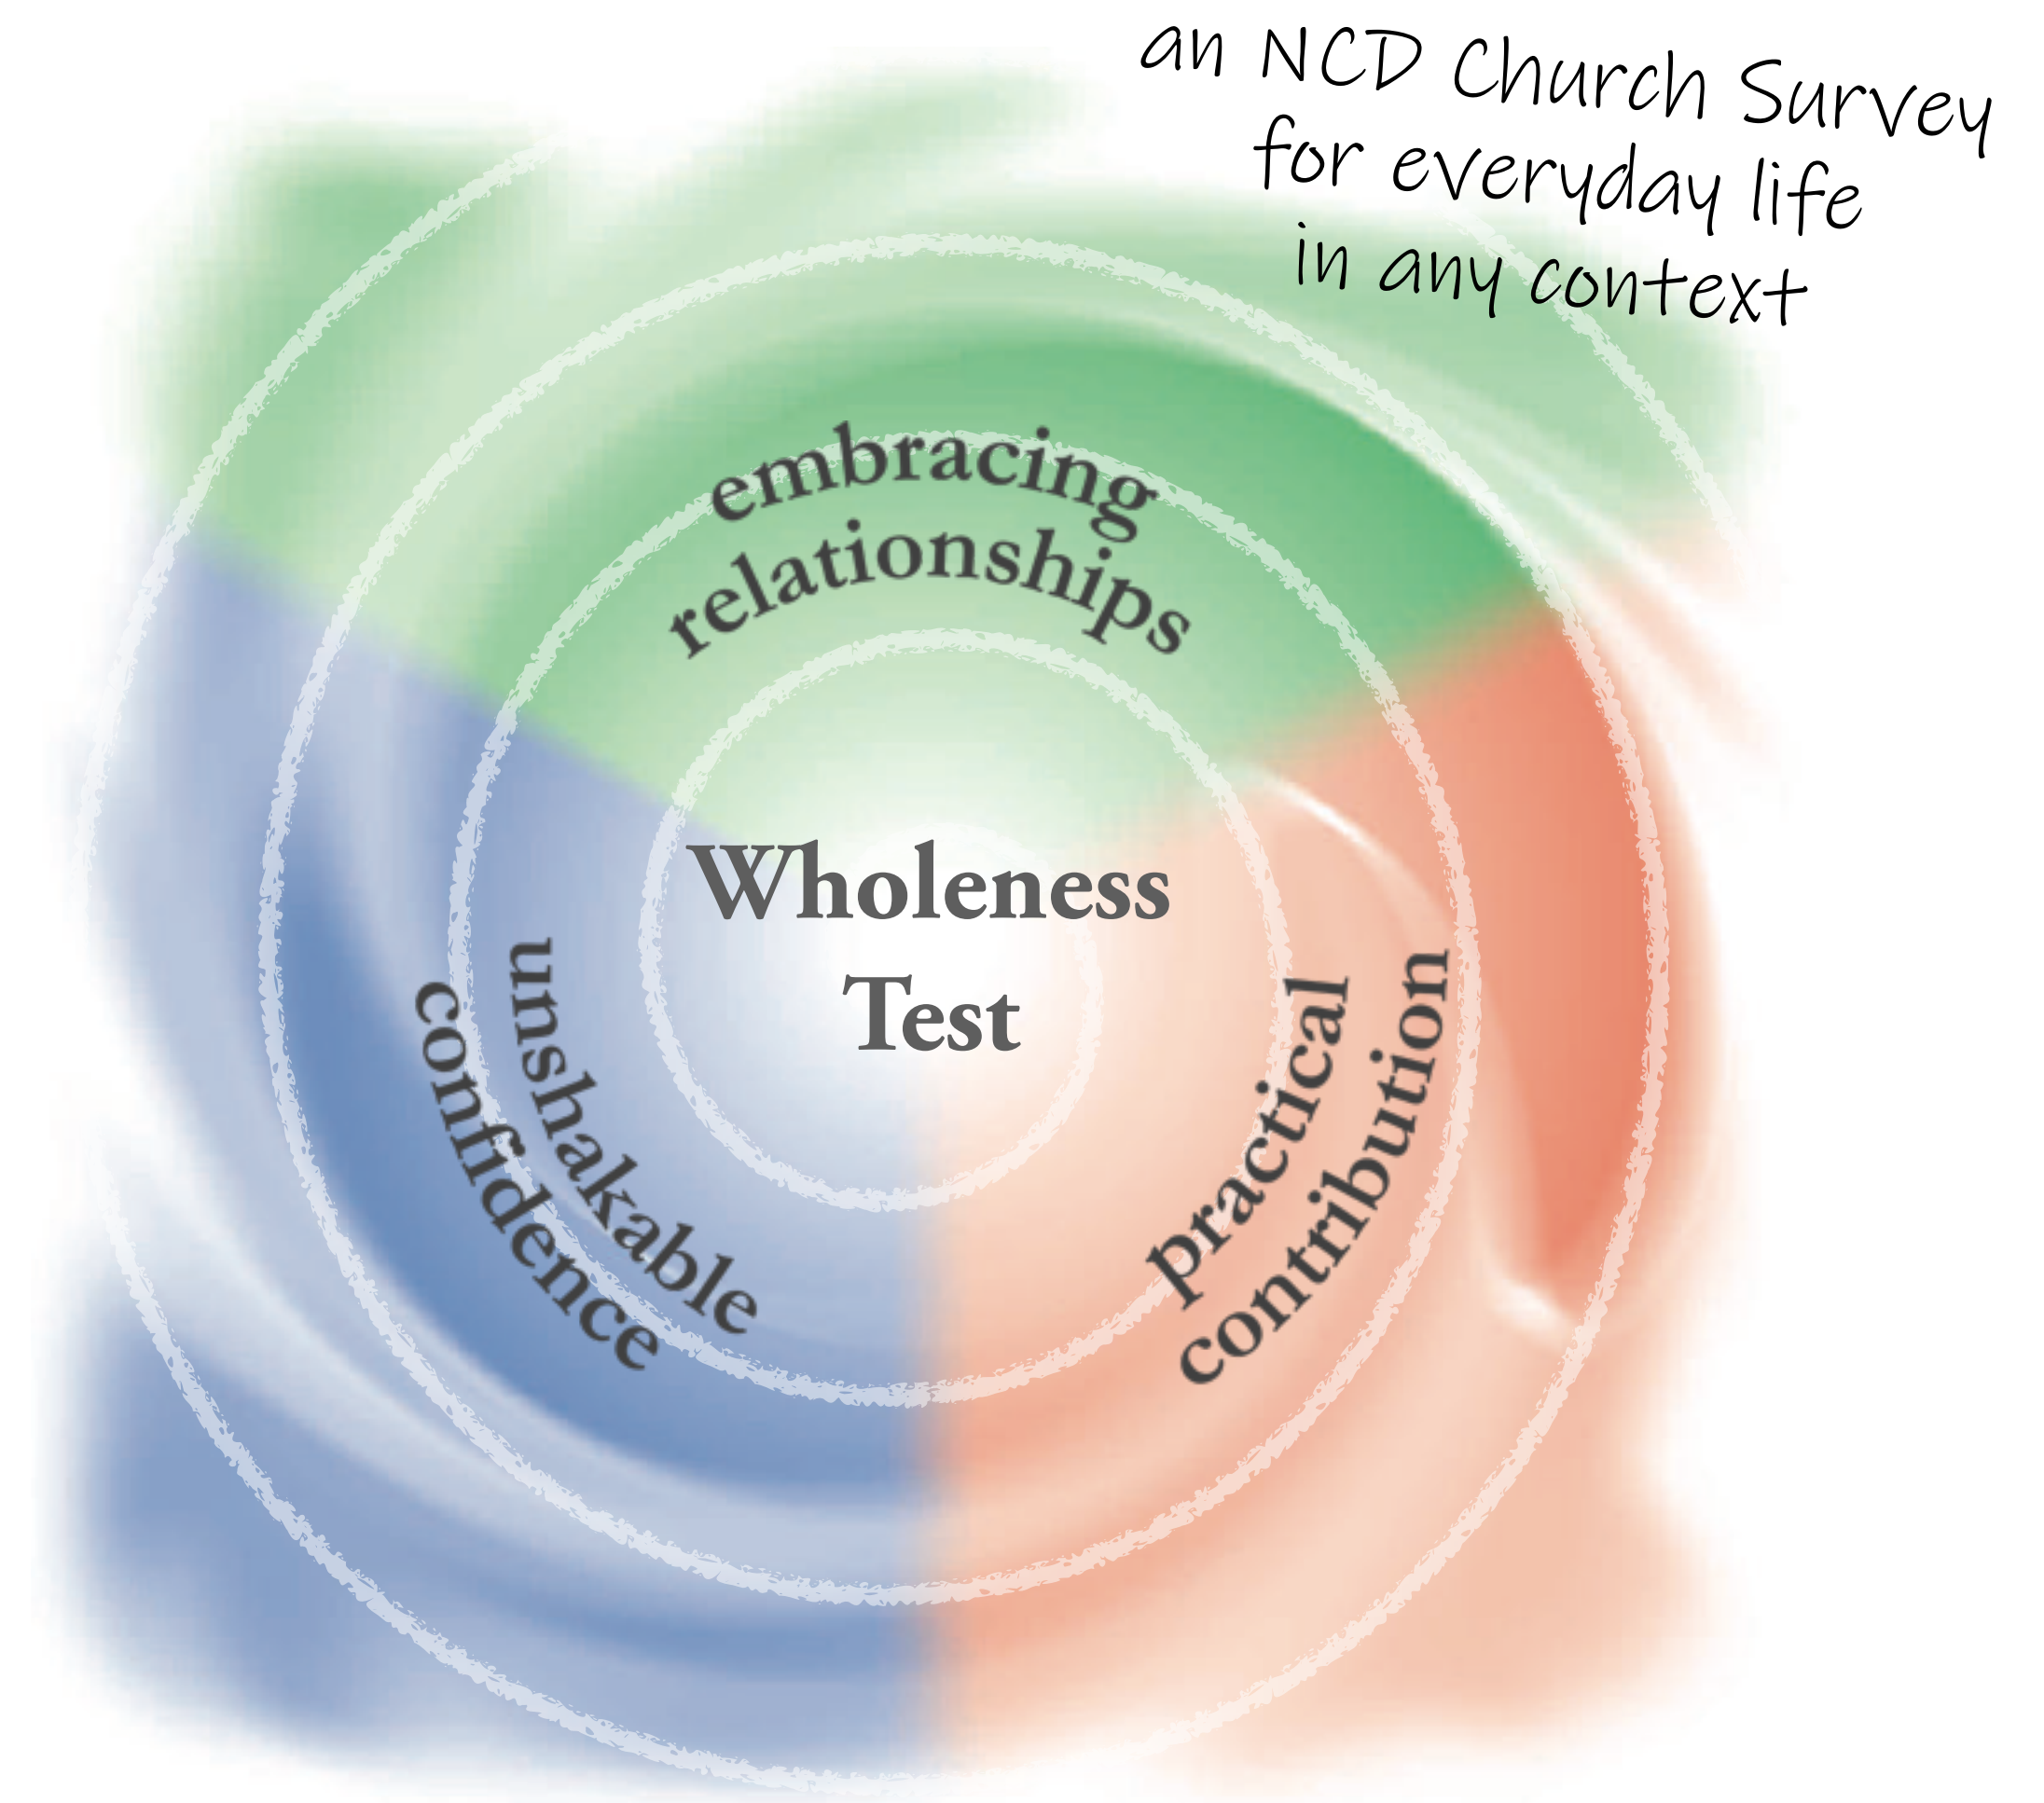 an NCD Church Survey
for everyday life
in any context
embracing
relationships
Wholeness
Test
unshakable
confidence
practical
contribution